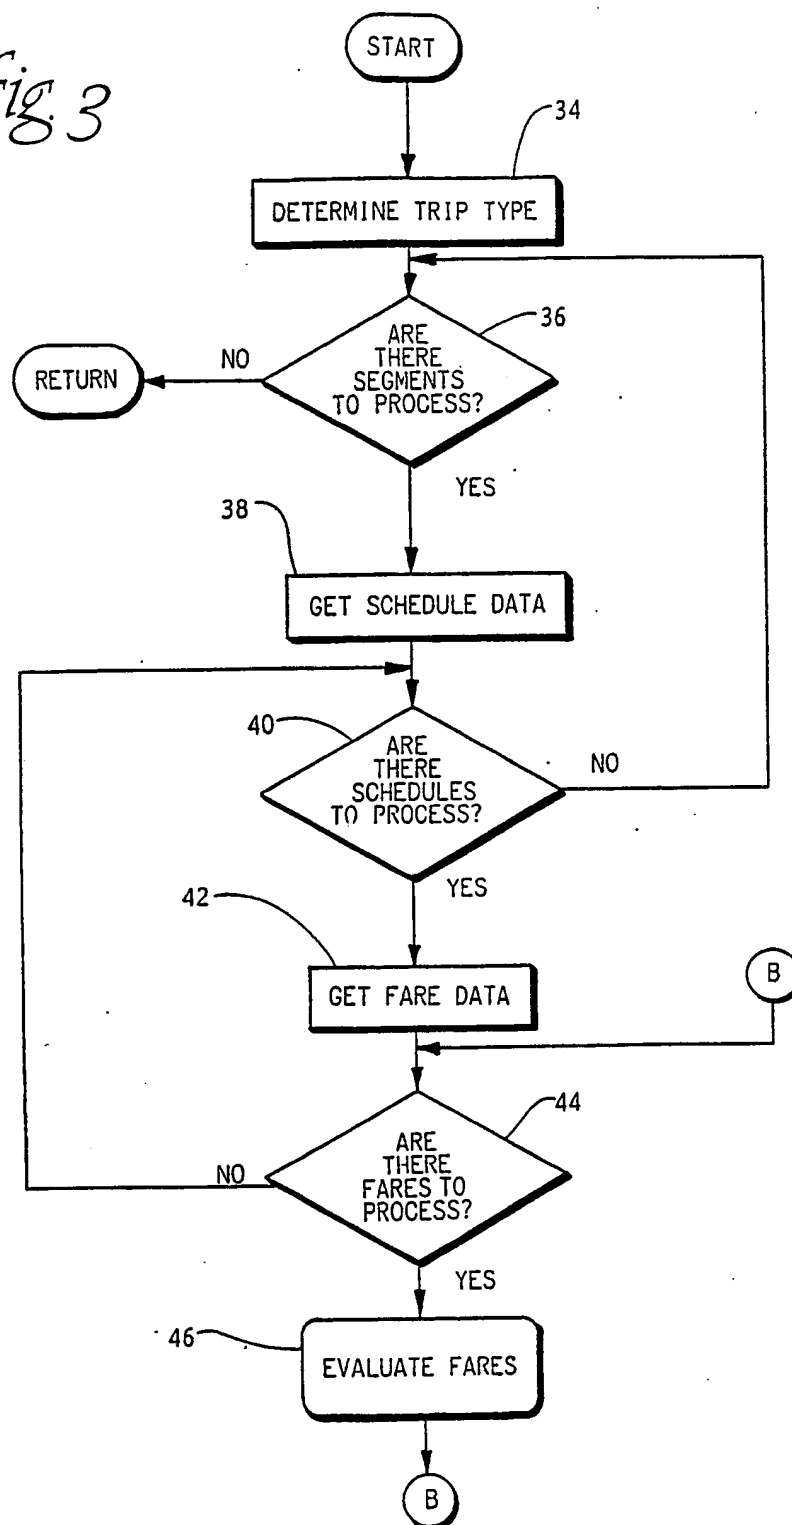 START
Fig. 3
34
DETERMINE TRIP TYPE
36
ARE
THERE
SEGMENTS
TO PROCESS?
NO
RETURN
YES
38
GET SCHEDULE DATA
40
ARE
THERE
SCHEDULES
TO PROCESS?
NO
YES
42
GET FARE DATA
B
44
ARE
THERE
FARES TO
PROCESS?
NO
YES
46
EVALUATE FARES
B